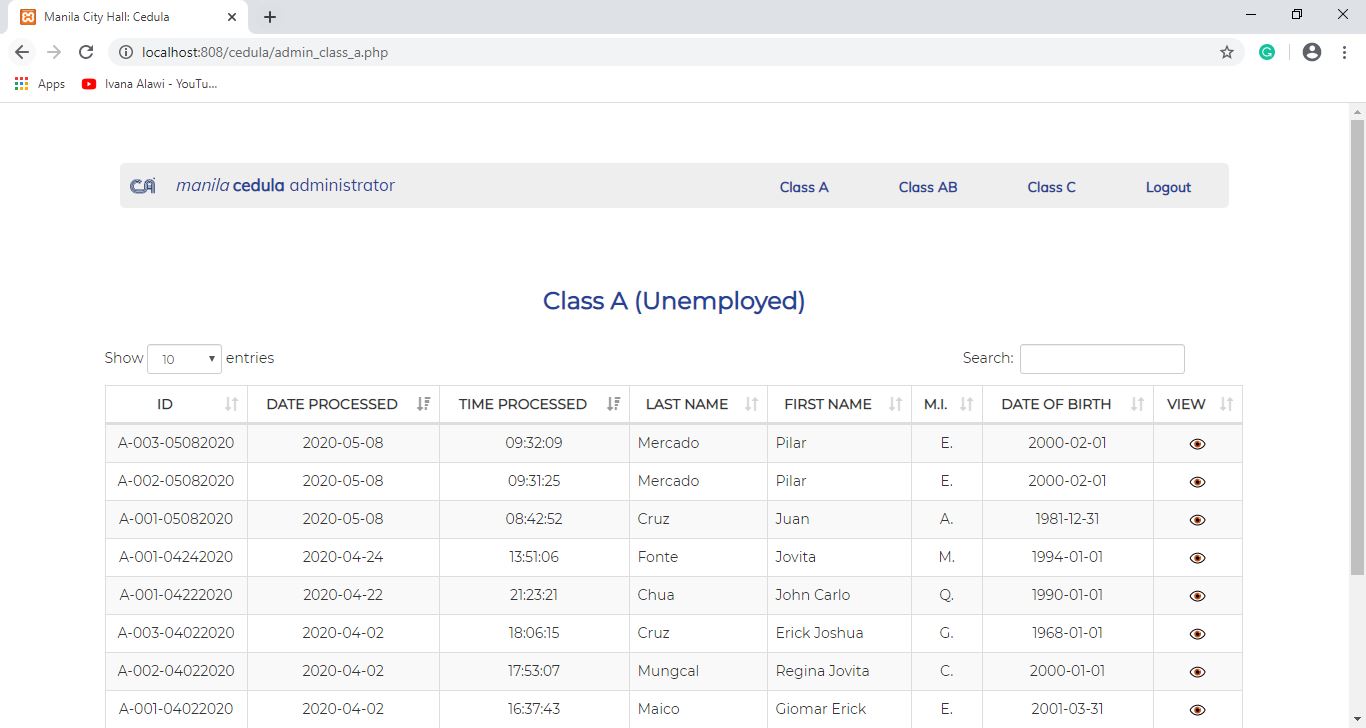 Manila City Hall: Cedula
localhost:808/cedula/admin_class_a.php
Apps Ivana Alawi - YouTu...
CA manila cedula administrator Class A Class AB Class C Logout
Class A (Unemployed)
Show 10 entries Search:
ID DATE PROCESSED TIME PROCESSED LAST NAME FIRST NAME M.I. DATE OF BIRTH VIEW
A-003-05082020 2020-05-08 09:32:09 Mercado Pilar E. 2000-02-01
A-002-05082020 2020-05-08 09:31:25 Mercado Pilar E. 2000-02-01
A-001-05082020 2020-05-08 08:42:52 Cruz Juan A. 1981-12-31
A-001-04242020 2020-04-24 13:51:06 Fonte Jovita M. 1994-01-01
A-001-04222020 2020-04-22 21:23:21 Chua John Carlo Q. 1990-01-01
A-003-04022020 2020-04-02 18:06:15 Cruz Erick Joshua G. 1968-01-01
A-002-04022020 2020-04-02 17:53:07 Mungcal Regina Jovita C. 2000-01-01
A-001-04022020 2020-04-02 16:37:43 Maico Giomar Erick E. 2001-03-31